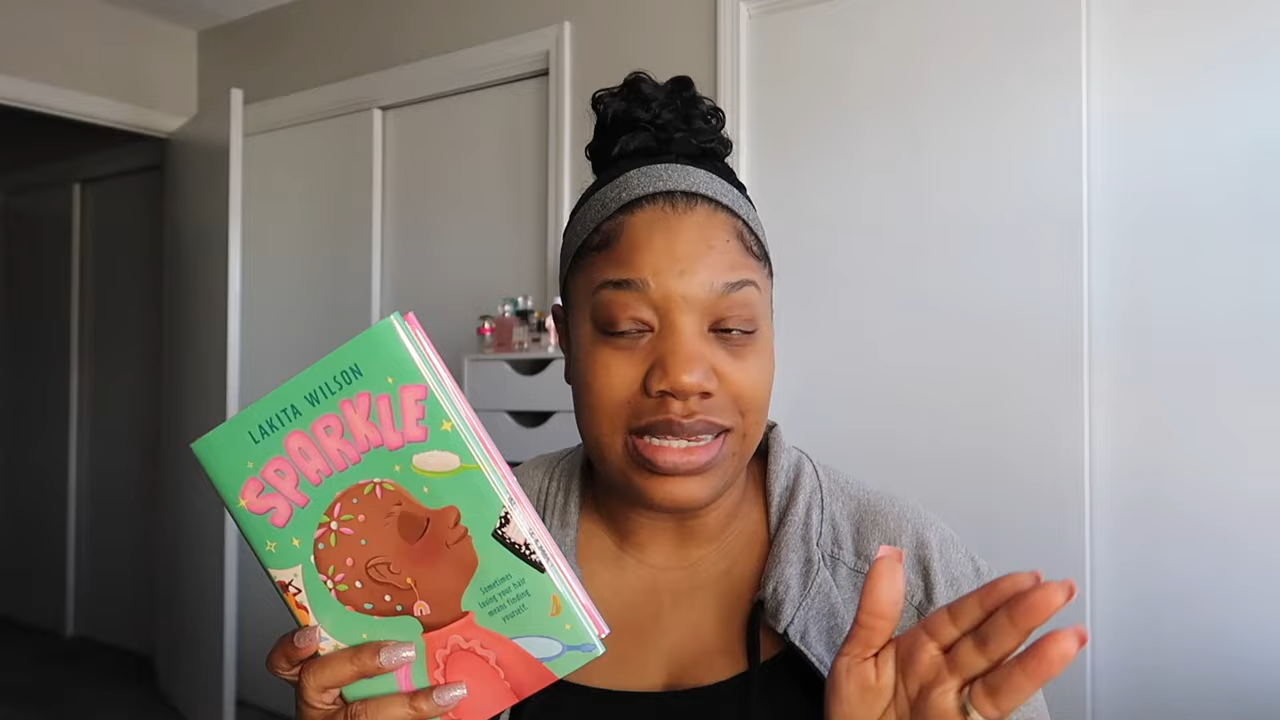 LAKITA WILSON
SPARKLE
Sometimes
losing your hair
means finding
yourself.